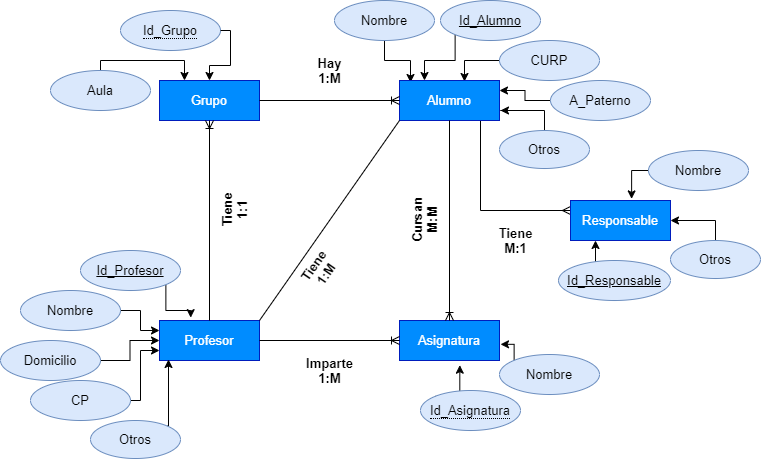 Nombre
Id_Alumno
Id_Grupo
Hay
1:M
CURP
Aula
Grupo
Alumno
A_Paterno
Otros
Nombre
Tiene
1:1
Cursan
M:M
Responsable
Tiene
M:1
Otros
Tiene
1:M
Id_Profesor
Id_Responsable
Nombre
Profesor
Asignatura
Domicilio
Imparte
1:M
Nombre
CP
Id_Asignatura
Otros